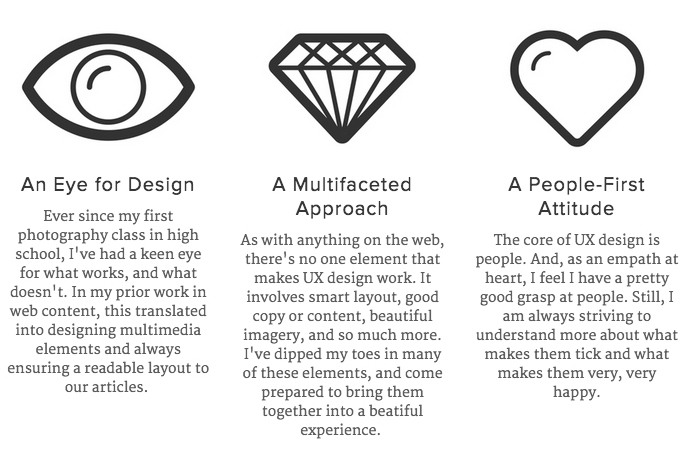 An Eye for Design
Ever since my first
photography class in high
school, I've had a keen eye
for what works, and what
doesn't. In my prior work in
web content, this translated
into designing multimedia
elements and always
ensuring a readable layout to
our articles.
A Multifaceted
Approach
As with anything on the web,
there's no one element that
makes UX design work. It
involves smart layout, good
copy or content, beautiful
imagery, and so much more.
I've dipped my toes in many
of these elements, and come
prepared to bring them
together into a beatiful
experience.
A People-First
Attitude
The core of UX design is
people. And, as an empath at
heart, I feel I have a pretty
good grasp at people. Still, I
am always striving to
understand more about what
makes them tick and what
makes them very, very
happy.